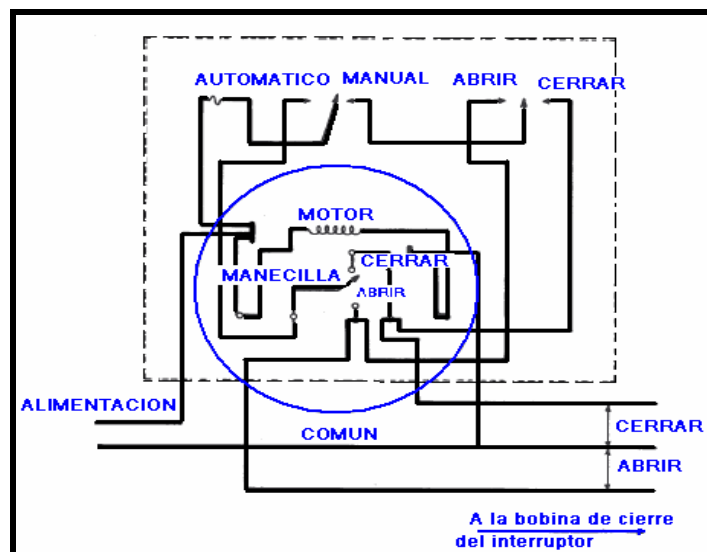 AUTOMATICO MANUAL ABRIR CERRAR
MOTOR
CERRAR
MANECILLA
ABRIR
ALIMENTACION
COMUN
CERRAR
ABRIR
A la bobina de cierre
del interruptor